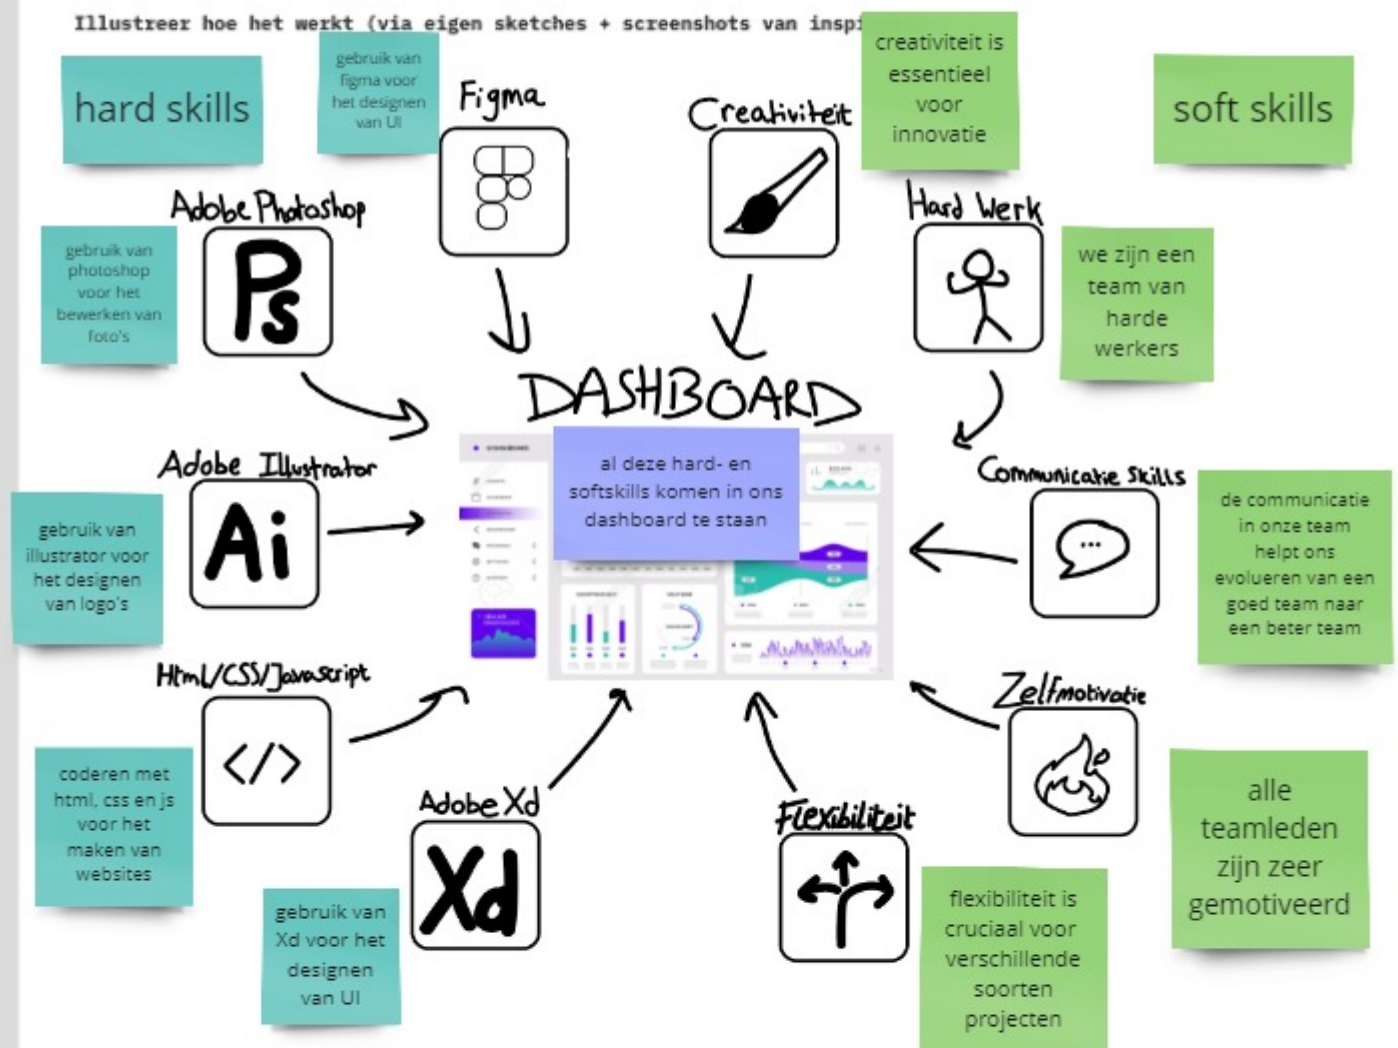 Illustreer hoe het werkt (via eigen sketches + screenshots van inspi
hard skills
gebruik van
figma voor
het designen
van UI
Figma
Creativiteit
creativiteit is
essentieel
voor
innovatie
soft skills
Adobe Photoshop
Ps
gebruik van
photoshop
voor het
bewerken van
foto's
Hard Werk
we zijn een
team van
harde
werkers
DASHBOARD
al deze hard- en
softskills komen in ons
dashboard te staan
Adobe Illustrator
Ai
gebruik van
illustrator voor
het designen
van logo's
Communicatie Skills
de communicatie
in onze team
helpt ons
evolueren van een
goed team naar
een beter team
Html/CSS/Javascript
</>
coderen met
html, css en js
voor het
maken van
websites
Zelfmotivatie
alle
teamleden
zijn zeer
gemotiveerd
Adobe Xd
Xd
gebruik van
Xd voor het
designen
van UI
Flexibiliteit
flexibiliteit is
cruciaal voor
verschillende
soorten
projecten